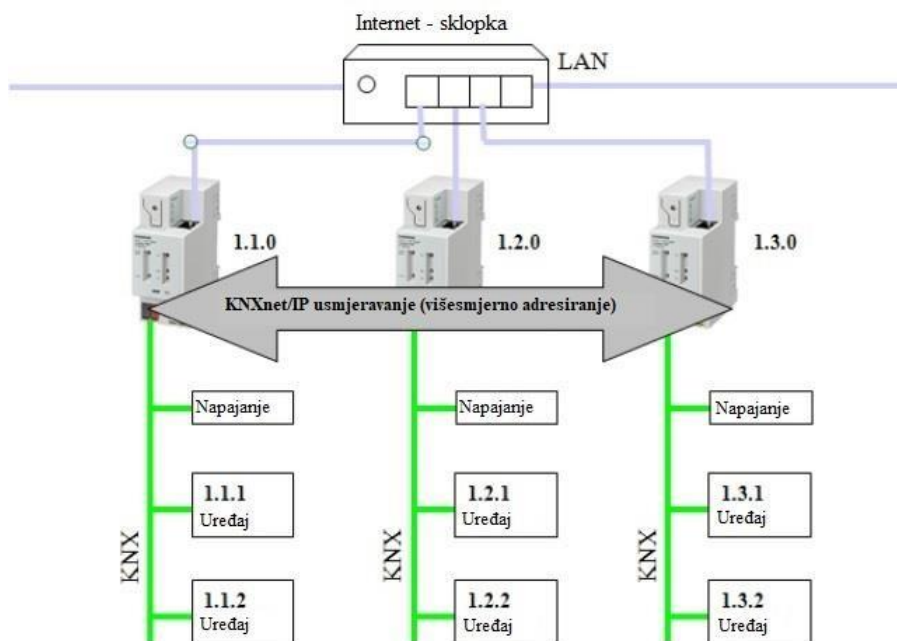 Internet - sklopka
LAN
1.1.0
1.2.0
1.3.0
KNXnet/IP usmjeravanje (višesmjerno adresiranje)
Napajanje
Napajanje
Napajanje
1.1.1
Uređaj
1.2.1
Uređaj
1.3.1
Uređaj
KNX
KNX
KNX
1.1.2
Uređaj
1.2.2
Uređaj
1.3.2
Uređaj